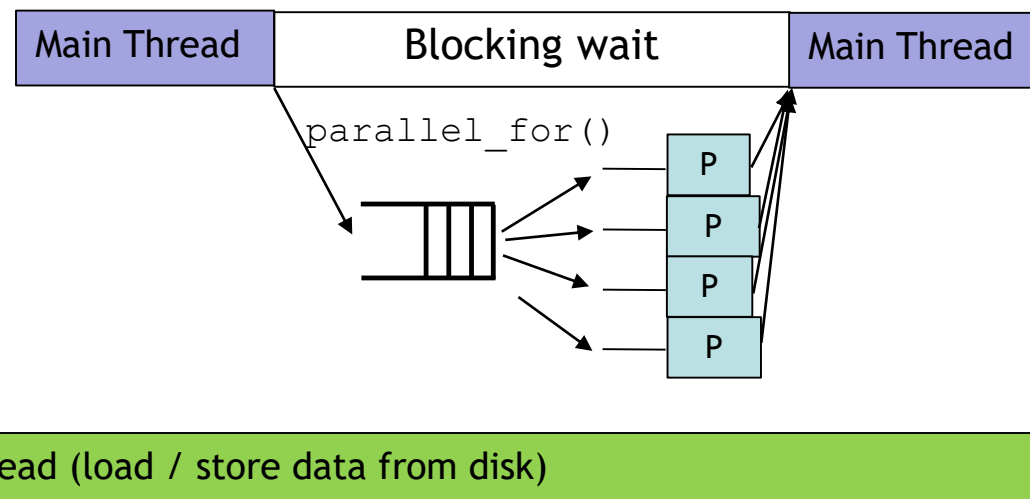 Main Thread Blocking wait Main Thread
parallel_for()
P
P
P
P
ead (load / store data from disk)